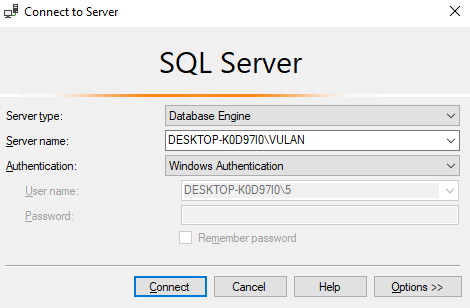 Connect to Server
SQL Server
Server type: Database Engine
Server name: DESKTOP-K0D97I0\VULAN
Authentication: Windows Authentication
User name: DESKTOP-K0D97I0\5
Password:
Remember password
Connect Cancel Help Options >>